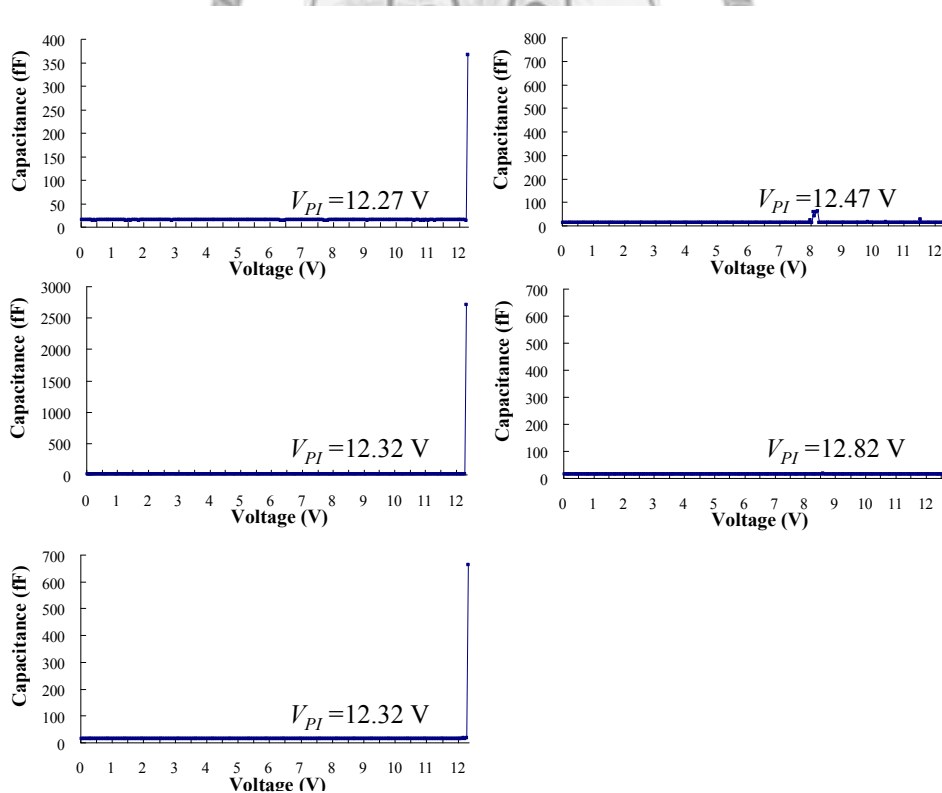 400
350
300
250
200
150
100
50
0
Capacitance (fF)
V_PI =12.27 V
0 1 2 3 4 5 6 7 8 9 10 11 12
Voltage (V)
800
700
600
500
400
300
200
100
0
Capacitance (fF)
V_PI =12.47 V
0 1 2 3 4 5 6 7 8 9 10 11 12
Voltage (V)
3000
2500
2000
1500
1000
500
0
Capacitance (fF)
V_PI =12.32 V
0 1 2 3 4 5 6 7 8 9 10 11 12
Voltage (V)
700
600
500
400
300
200
100
0
Capacitance (fF)
V_PI =12.82 V
0 1 2 3 4 5 6 7 8 9 10 11 12
Voltage (V)
700
600
500
400
300
200
100
0
Capacitance (fF)
V_PI =12.32 V
0 1 2 3 4 5 6 7 8 9 10 11 12
Voltage (V)